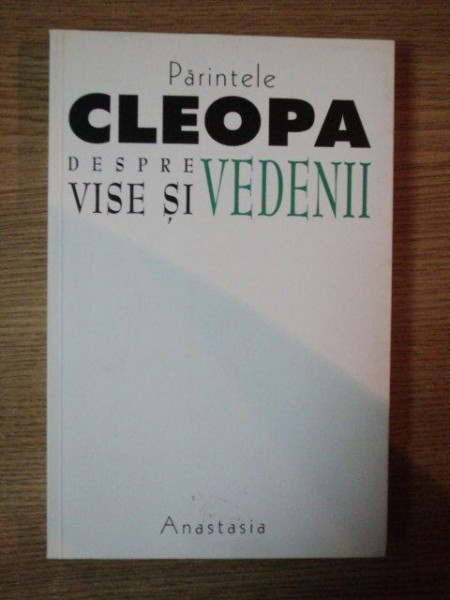 Părintele
CLEOPA
DESPRE
VISE ȘI VEDENII
Anastasia